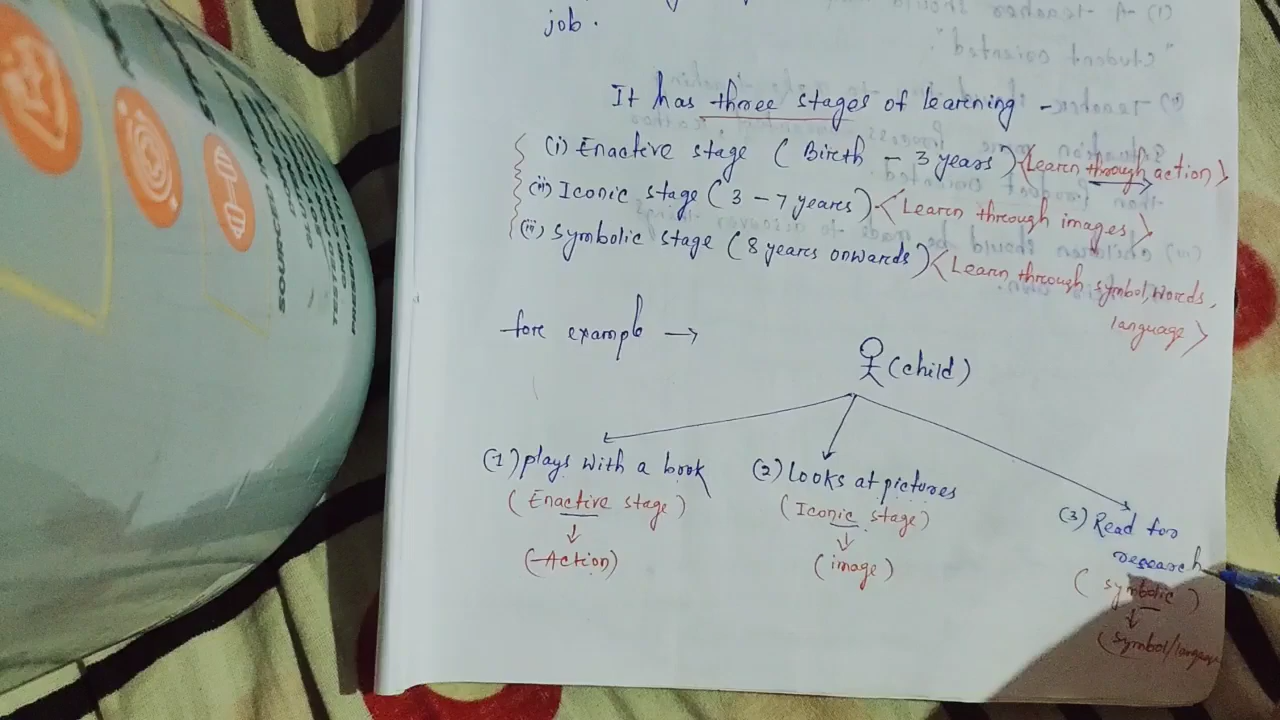 job.
It has three stages of learning -
(i) Enactive stage (Birth - 3 years) <Learn through action>
(ii) Iconic stage (3 - 7 years) <Learn through images>
(iii) Symbolic stage (8 years onwards) <Learn through symbol, words,
language>
for example →
(child)
(1) plays with a book
(Enactive stage)
↓
(Action)
(2) Looks at pictures
(Iconic stage)
↓
(image)
(3) Read for
research
(symbolic)
↓
(symbol/language